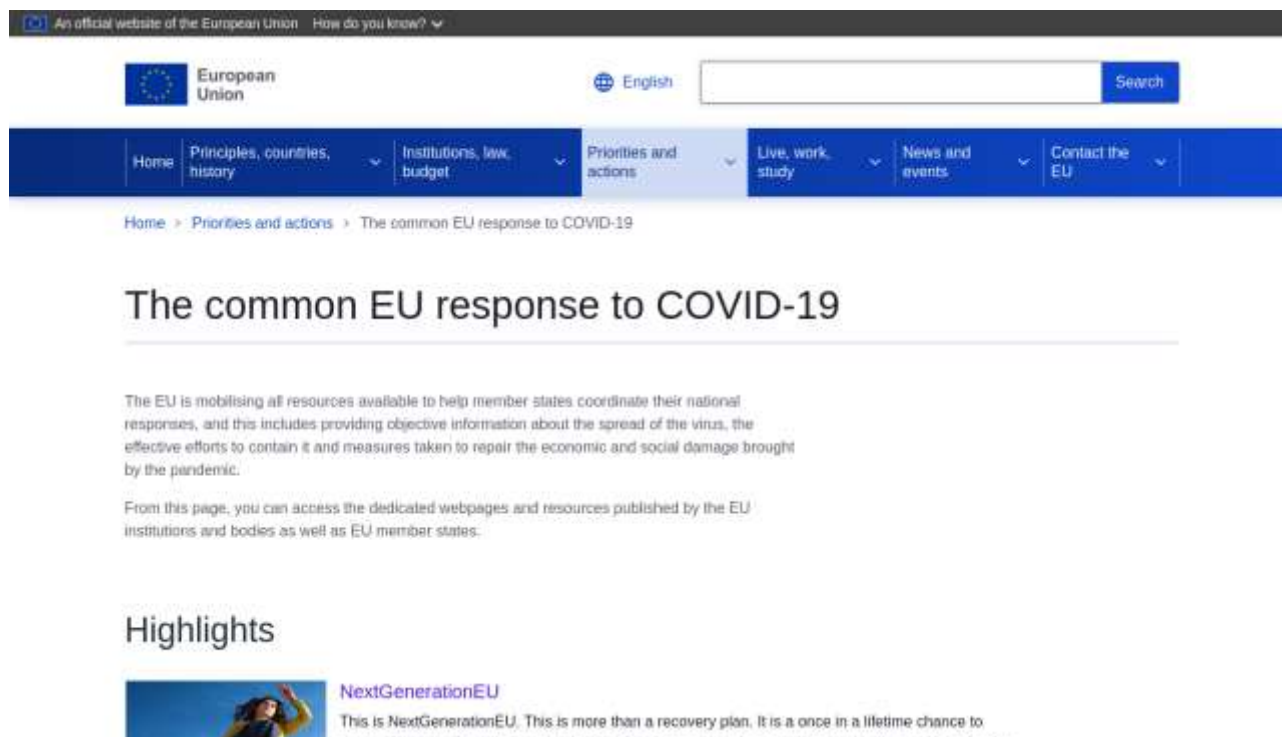 An official website of the European Union How do you know?
European
Union
English
Search
Home
Principles, countries,
history
Institutions, law,
budget
Priorities and
actions
Live, work,
study
News and
events
Contact the
EU
Home > Priorities and actions > The common EU response to COVID-19
The common EU response to COVID-19
The EU is mobilising all resources available to help member states coordinate their national
responses, and this includes providing objective information about the spread of the virus, the
effective efforts to contain it and measures taken to repair the economic and social damage brought
by the pandemic.
From this page, you can access the dedicated webpages and resources published by the EU
institutions and bodies as well as EU member states.
Highlights
NextGenerationEU
This is NextGenerationEU. This is more than a recovery plan. It is a once in a lifetime chance to